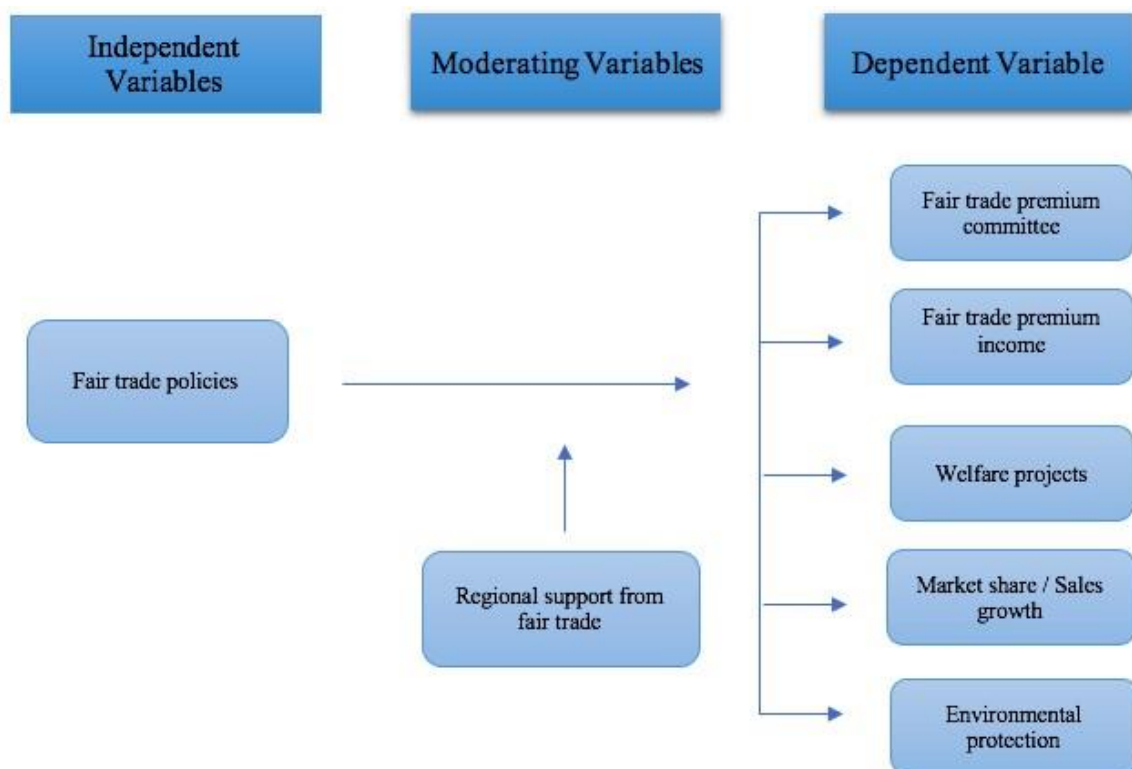 Independent
Variables
Moderating Variables
Dependent Variable
Fair trade premium
committee
Fair trade premium
income
Fair trade policies
Welfare projects
Regional support from
fair trade
Market share / Sales
growth
Environmental
protection